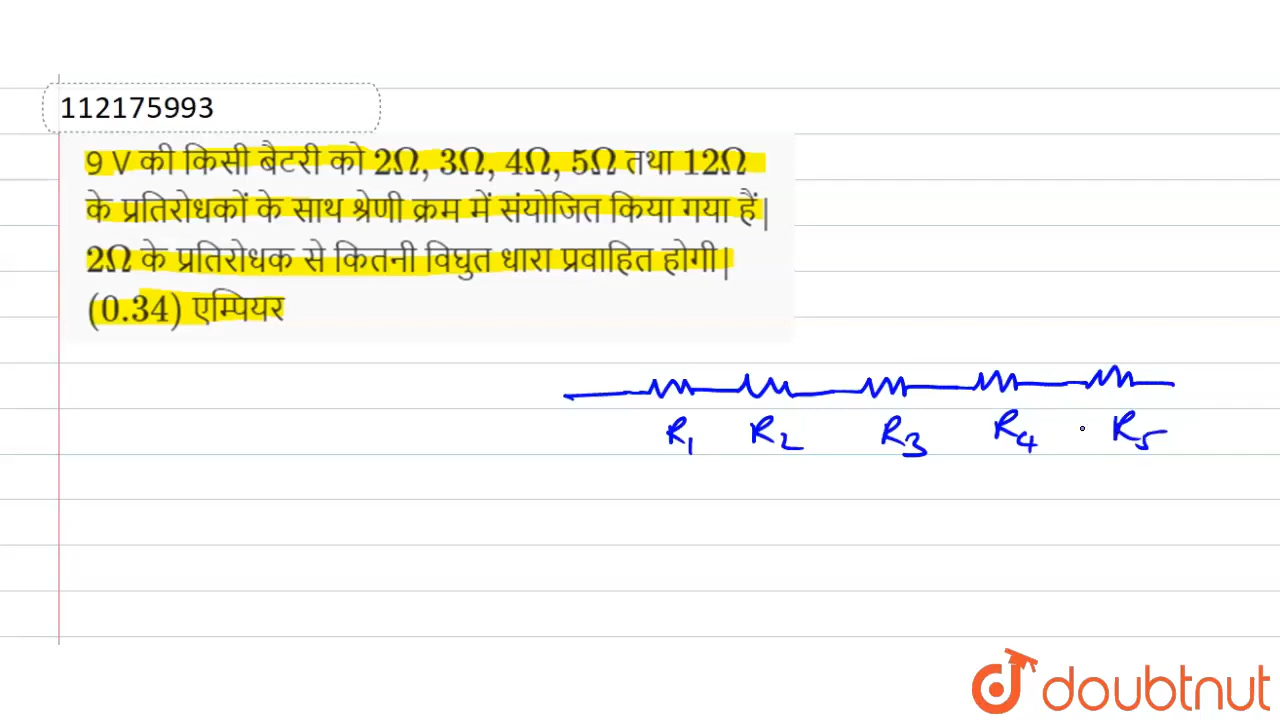 112175993
9 V की किसी बैटरी को 2Ω, 3Ω, 4Ω, 5Ω तथा 12Ω
के प्रतिरोधकों के साथ श्रेणी क्रम में संयोजित किया गया हैं|
2Ω के प्रतिरोधक से कितनी विघुत धारा प्रवाहित होगी|
(0.34) एम्पियर
R1 R2 R3 R4 R5
doubtnut